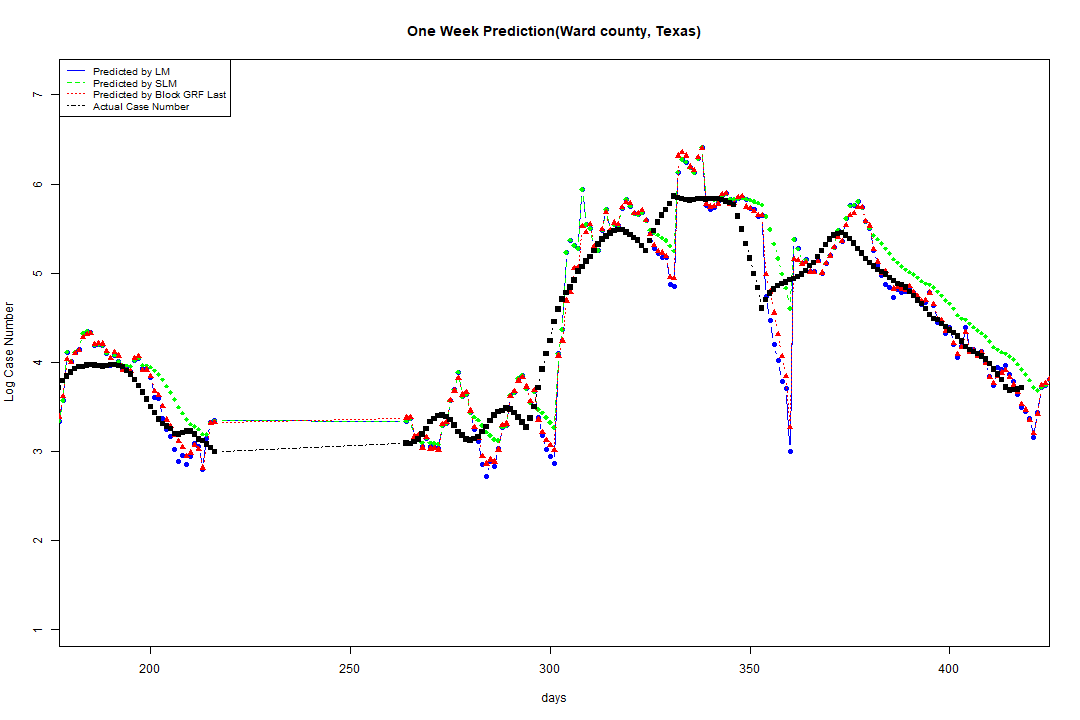 One Week Prediction(Ward county, Texas)
Predicted by LM
Predicted by SLM
Predicted by Block GRF Last
Actual Case Number
7
6
5
4
3
2
1
Log Case Number
200
250
300
350
400
days